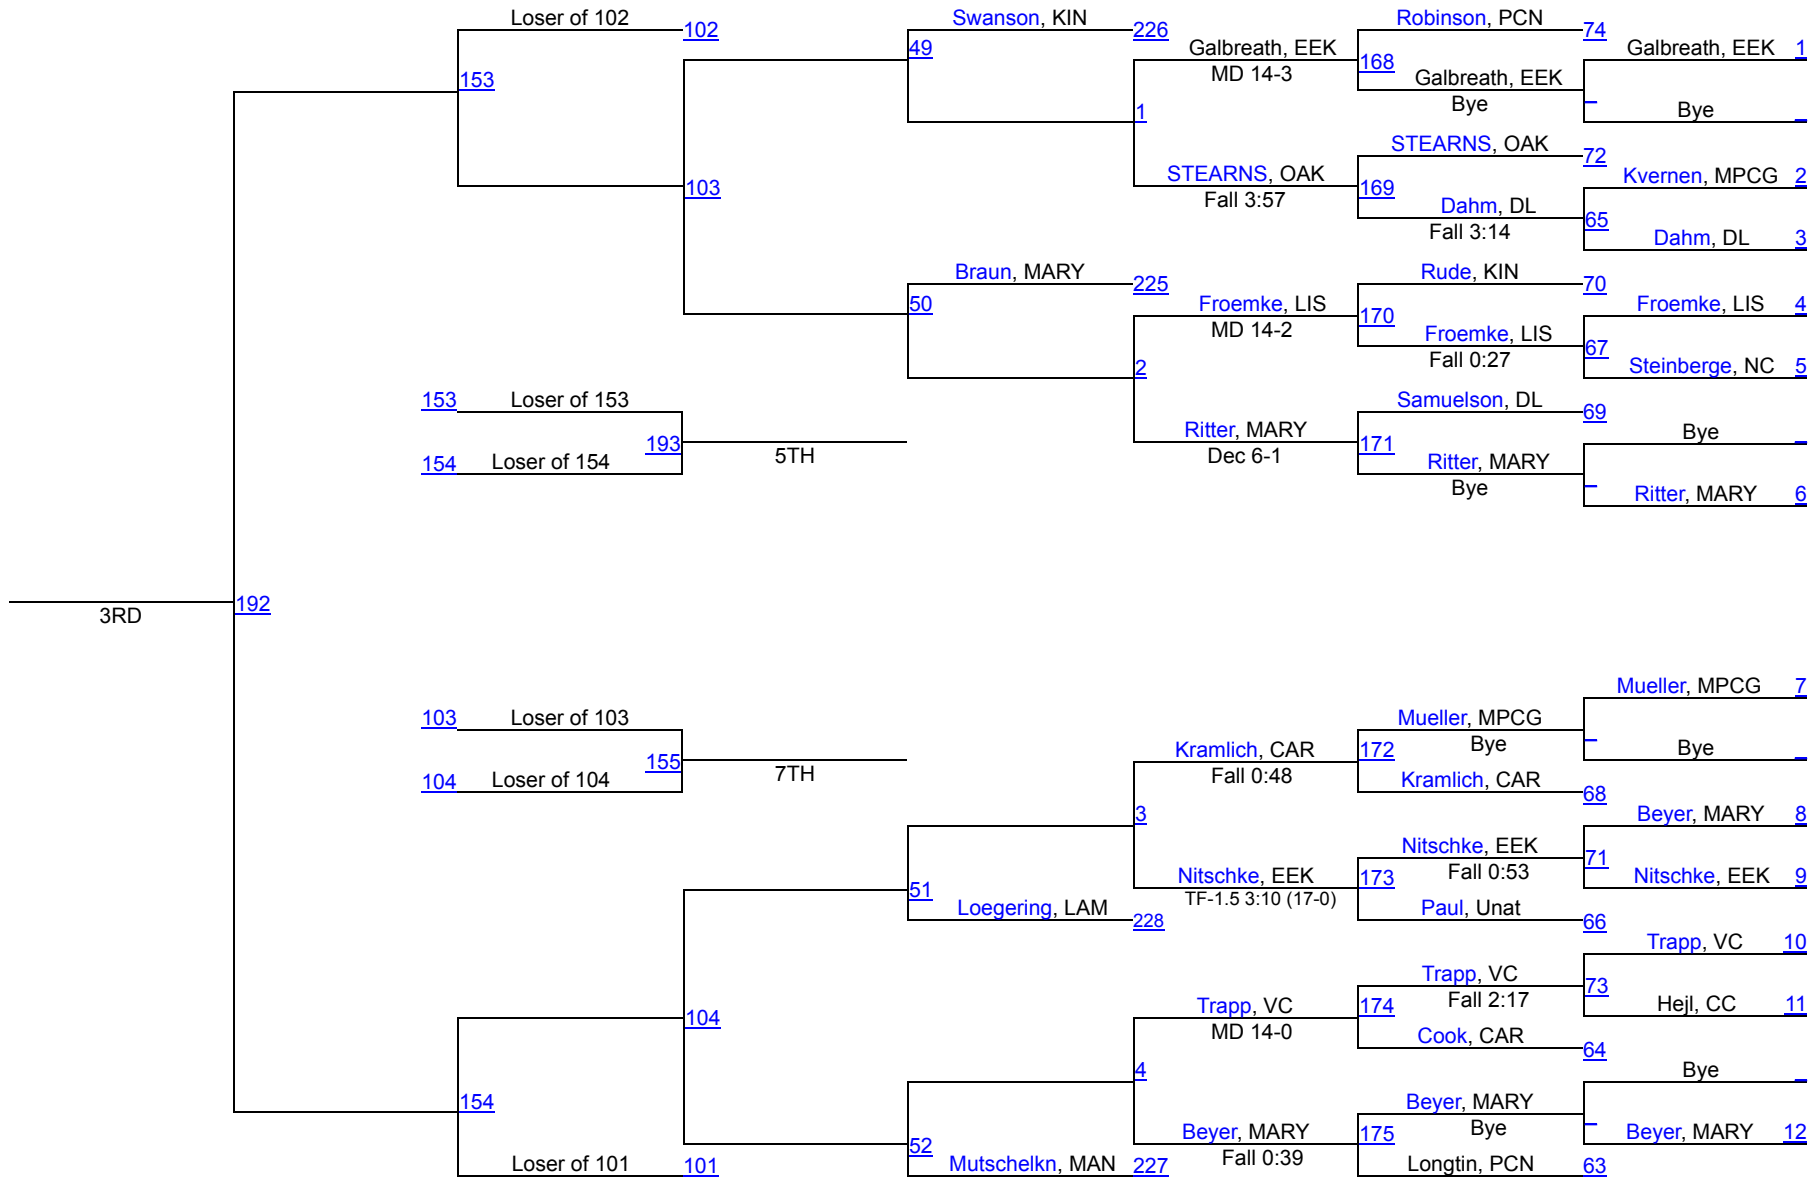 Loser of 102
102
Swanson, KIN
226
Robinson, PCN
74
49
Galbreath, EEK
MD 14-3
168
Galbreath, EEK
1
Galbreath, EEK
Bye
Bye
153
1
STEARNS, OAK
72
STEARNS, OAK
Fall 3:57
169
Kvernen, MPCG
2
103
Dahm, DL
Fall 3:14
65
Dahm, DL
3
Braun, MARY
225
Rude, KIN
70
50
Froemke, LIS
MD 14-2
170
Froemke, LIS
4
Froemke, LIS
Fall 0:27
67
2
Steinberge, NC
5
153
Loser of 153
Samuelson, DL
69
193
5TH
Ritter, MARY
Dec 6-1
171
Bye
154
Loser of 154
Ritter, MARY
Bye
Ritter, MARY
6
3RD
192
Mueller, MPCG
7
103
Loser of 103
Mueller, MPCG
Bye
155
7TH
Kramlich, CAR
Fall 0:48
172
Bye
104
Loser of 104
Kramlich, CAR
68
3
Beyer, MARY
8
Nitschke, EEK
Fall 0:53
71
51
Nitschke, EEK
TF-1.5 3:10 (17-0)
173
Nitschke, EEK
9
Loegering, LAM
228
Paul, Unat
66
Trapp, VC
10
Trapp, VC
Fall 2:17
73
104
Trapp, VC
MD 14-0
174
Hejl, CC
11
Cook, CAR
64
4
Bye
154
Beyer, MARY
Bye
52
Beyer, MARY
Fall 0:39
175
Beyer, MARY
12
Loser of 101
101
Mutschelkn, MAN
227
Longtin, PCN
63